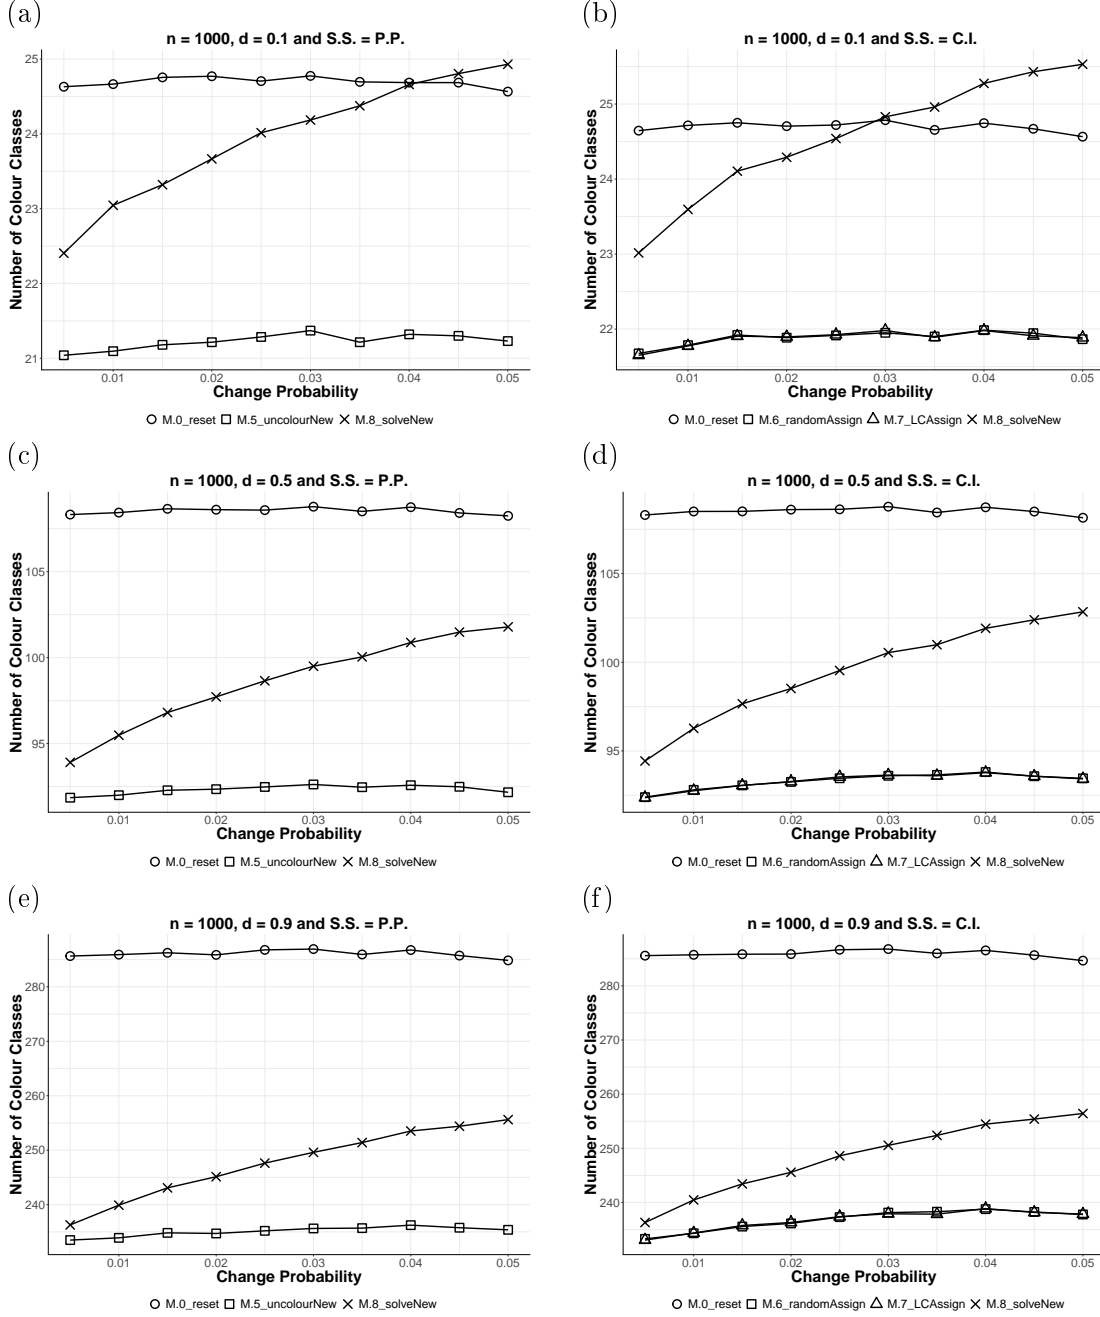 (a)
n = 1000, d = 0.1 and S.S. = P.P.
Number of Colour Classes
25
24
23
22
21
0.01 0.02 0.03 0.04 0.05
Change Probability
M.0_reset M.5_uncolourNew M.8_solveNew
(b)
n = 1000, d = 0.1 and S.S. = C.I.
Number of Colour Classes
25
24
23
22
0.01 0.02 0.03 0.04 0.05
Change Probability
M.0_reset M.6_randomAssign M.7_LCAssign M.8_solveNew
(c)
n = 1000, d = 0.5 and S.S. = P.P.
Number of Colour Classes
105
100
95
0.01 0.02 0.03 0.04 0.05
Change Probability
M.0_reset M.5_uncolourNew M.8_solveNew
(d)
n = 1000, d = 0.5 and S.S. = C.I.
Number of Colour Classes
105
100
95
0.01 0.02 0.03 0.04 0.05
Change Probability
M.0_reset M.6_randomAssign M.7_LCAssign M.8_solveNew
(e)
n = 1000, d = 0.9 and S.S. = P.P.
Number of Colour Classes
280
270
260
250
240
0.01 0.02 0.03 0.04 0.05
Change Probability
M.0_reset M.5_uncolourNew M.8_solveNew
(f)
n = 1000, d = 0.9 and S.S. = C.I.
Number of Colour Classes
280
270
260
250
240
0.01 0.02 0.03 0.04 0.05
Change Probability
M.0_reset M.6_randomAssign M.7_LCAssign M.8_solveNew